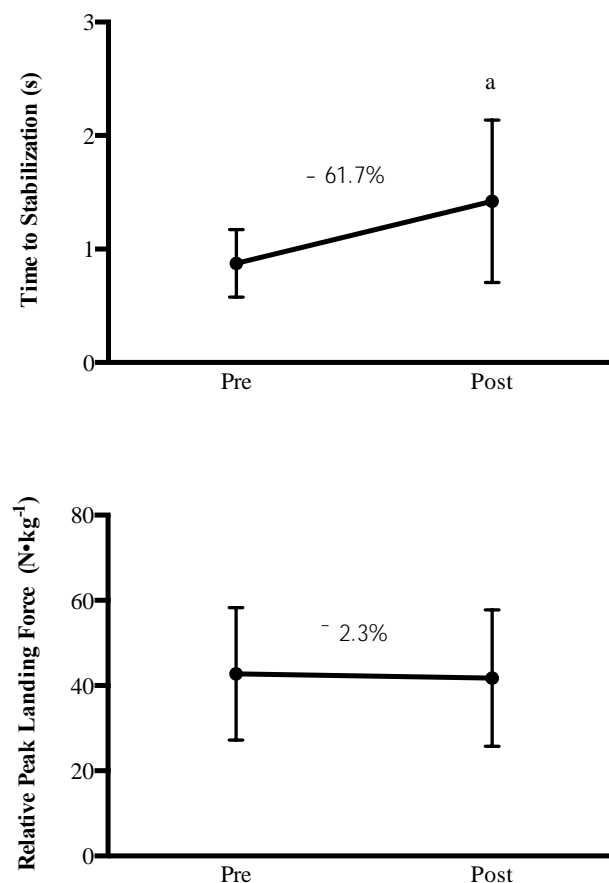 Time to Stabilization (s)
3
2
1
0
a
- 61.7%
Pre Post
Relative Peak Landing Force (N•kg-1)
80
60
40
20
0
- 2.3%
Pre Post